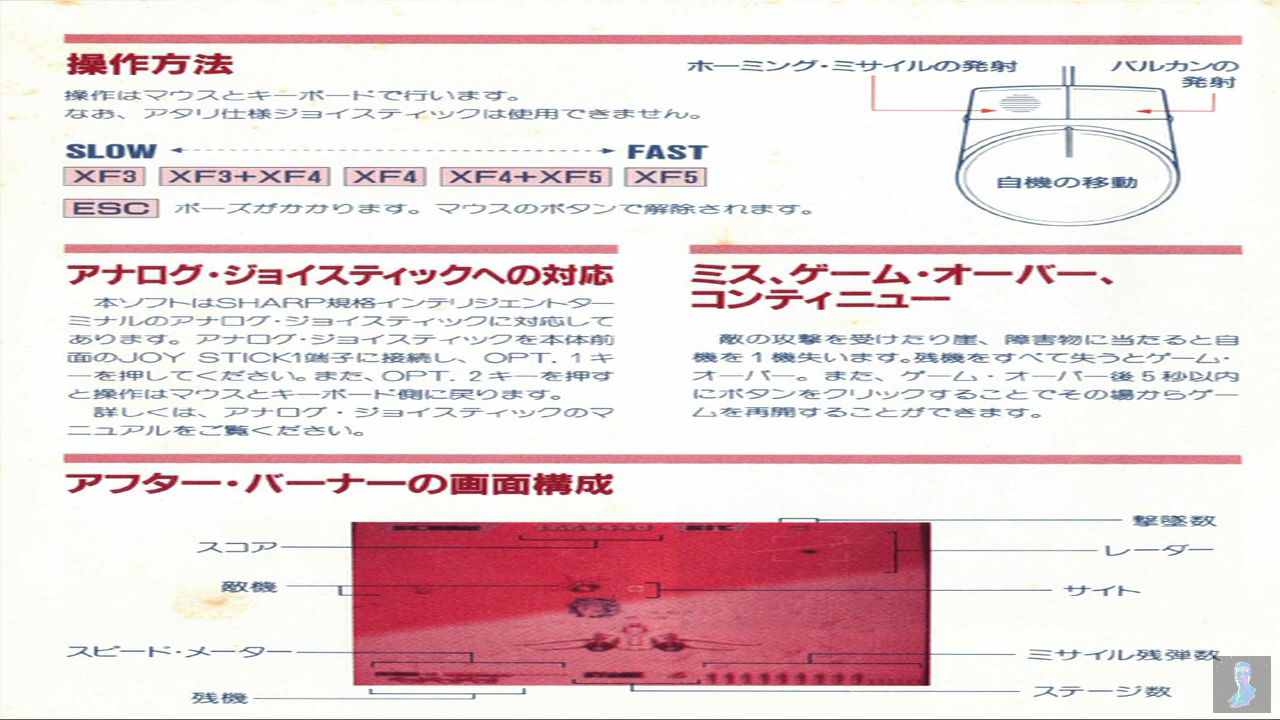 操作方法
操作はマウスとキーボードで行います。
なお、アタリ仕様ジョイスティックは使用できません。
SLOW FAST
XF3 XF3+XF4 XF4 XF4+XF5 XF5
ESC ポーズがかかります。マウスのボタンで解除されます。
ホーミング・ミサイルの発射
バルカンの
発射
自機の移動
アナログ・ジョイスティックへの対応
本ソフトはSHARP規格インテリジェントター
ミナルのアナログ・ジョイスティックに対応して
あります。アナログ・ジョイスティックを本体前
面のJOY STICK1端子に接続し、OPT.1キ
ーを押してください。また、OPT.2キーを押す
と操作はマウスとキーボード側に戻ります。
詳しくは、アナログ・ジョイスティックのマ
ニュアルをご覧ください。
ミス、ゲーム・オーバー、
コンティニュー
敵の攻撃を受けたり崖、障害物に当たると自
機を1機失います。残機をすべて失うとゲーム・
オーバー。また、ゲーム・オーバー後5秒以内
にボタンをクリックすることでその場からゲー
ムを再開することができます。
アフター・バーナーの画面構成
スコア
敵機
スピード・メーター
残機
撃墜数
レーダー
サイト
ミサイル残弾数
ステージ数